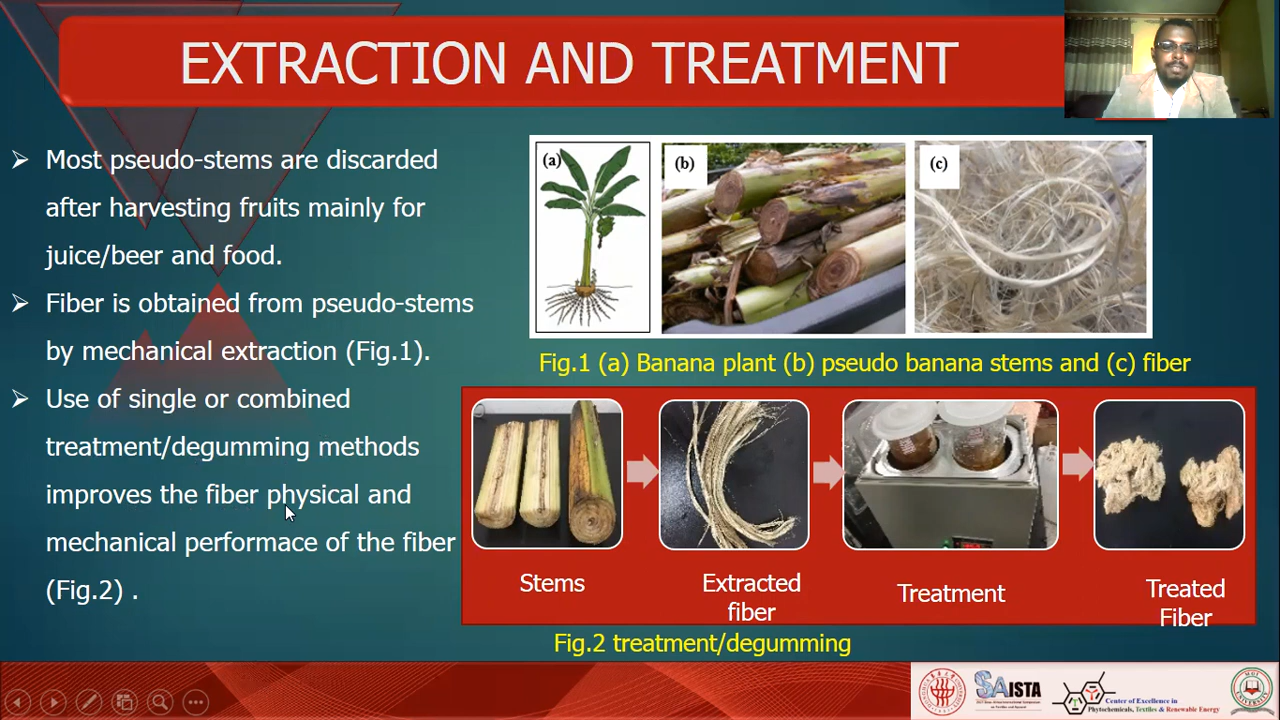 EXTRACTION AND TREATMENT
➢ Most pseudo-stems are discarded
after harvesting fruits mainly for
juice/beer and food.
➢ Fiber is obtained from pseudo-stems
by mechanical extraction (Fig.1).
➢ Use of single or combined
treatment/degumming methods
improves the fiber physical and
mechanical performace of the fiber
(Fig.2) .
(a)
(b)
(c)
Fig.1 (a) Banana plant (b) pseudo banana stems and (c) fiber
Stems
Extracted
fiber
Treatment
Treated
Fiber
Fig.2 treatment/degumming
SAISTA
Center of Excellence in
Phytochemicals, Textiles & Renewable Energy